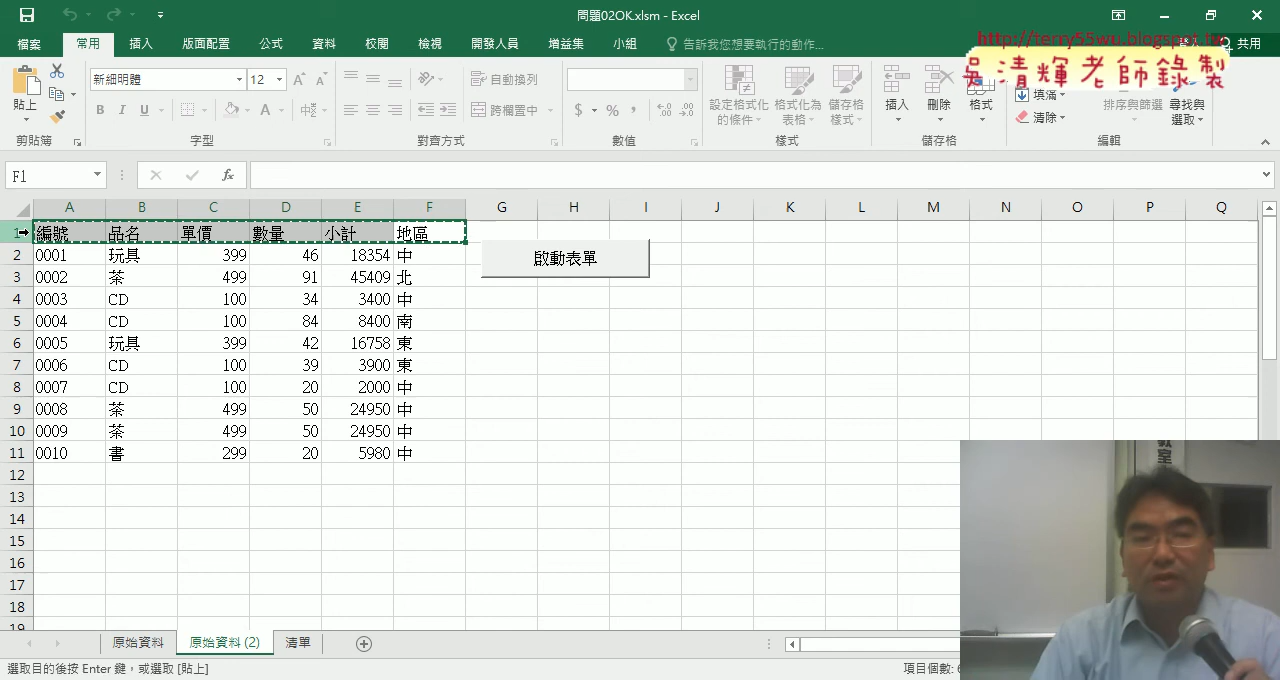 問題02OK.xlsm - Excel
檔案 常用 插入 版面配置 公式 資料 校閱 檢視 開發人員 增益集 小組 告訴我您想要執行的動作... 共用
http://terry55wu.blogspot.tw
吳清輝老師錄製
貼上 新細明體 12 自動換列 設定格式化 格式化為 儲存格 插入 刪除 格式 填滿 排序與篩選 尋找與
B I U 中 跨欄置中 $ % , 的條件 表格 樣式 清除 選取
剪貼簿 字型 對齊方式 數值 樣式 儲存格 編輯
F1 fx
A B C D E F G H I J K L M N O P Q
1 編號 品名 單價 數量 小計 地區
2 0001 玩具 399 46 18354 中
啟動表單
3 0002 茶 499 91 45409 北
4 0003 CD 100 34 3400 中
5 0004 CD 100 84 8400 南
6 0005 玩具 399 42 16758 東
7 0006 CD 100 39 3900 東
8 0007 CD 100 20 2000 中
9 0008 茶 499 50 24950 中
10 0009 茶 499 50 24950 中
11 0010 書 299 20 5980 中
12
13
14
15
16
17
18
19
教室
原始資料 原始資料 (2) 清單
選取目的後按 Enter 鍵，或選取 [貼上] 項目個數: 6